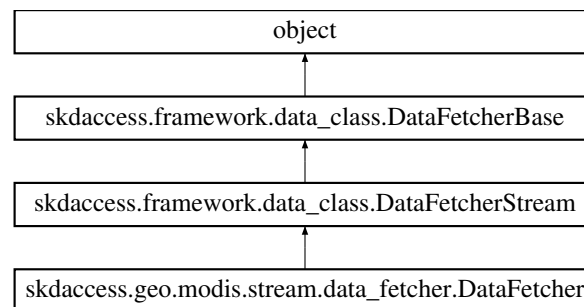 object
skdaccess.framework.data_class.DataFetcherBase
skdaccess.framework.data_class.DataFetcherStream
skdaccess.geo.modis.stream.data_fetcher.DataFetcher